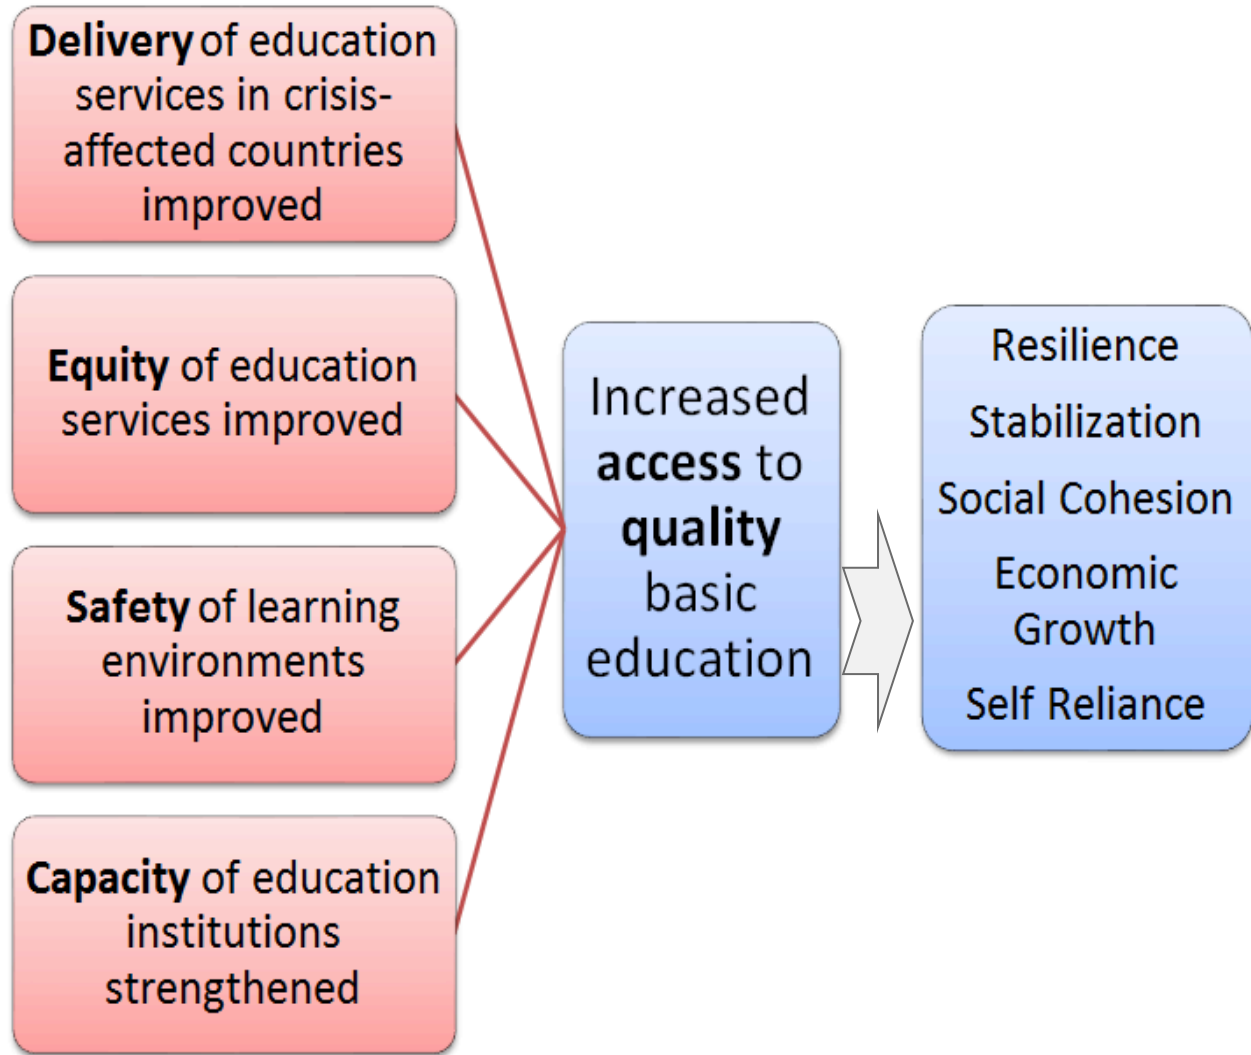 Delivery of education
services in crisis-
affected countries
improved
Equity of education
services improved
Safety of learning
environments
improved
Capacity of education
institutions
strengthened
Increased
access to
quality
basic
education
Resilience
Stabilization
Social Cohesion
Economic
Growth
Self Reliance